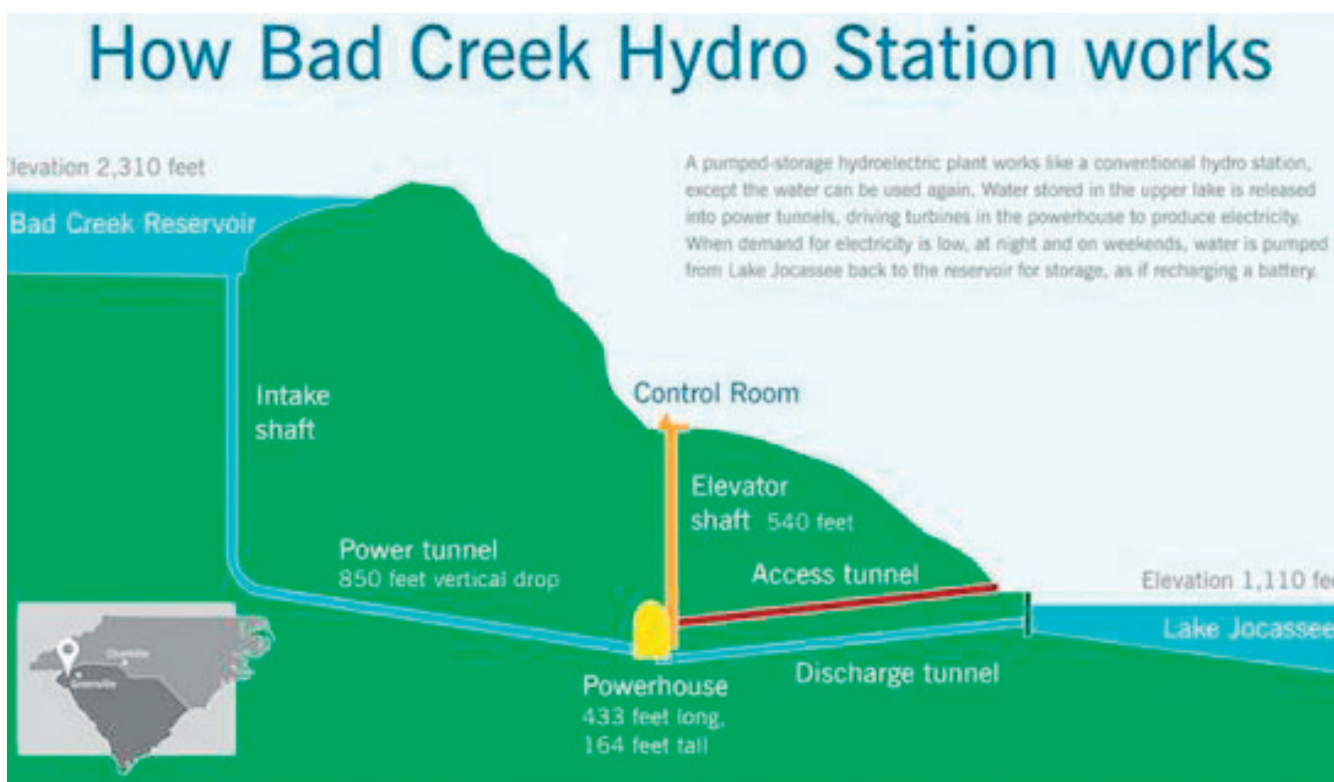 How Bad Creek Hydro Station works
Elevation 2,310 feet
A pumped-storage hydroelectric plant works like a conventional hydro station,
except the water can be used again. Water stored in the upper lake is released
into power tunnels, driving turbines in the powerhouse to produce electricity.
When demand for electricity is low, at night and on weekends, water is pumped
from Lake Jocassee back to the reservoir for storage, as if recharging a battery.
Bad Creek Reservoir
Intake
shaft
Control Room
Elevator
shaft 540 feet
Power tunnel
850 feet vertical drop
Access tunnel
Elevation 1,110 fee
Lake Jocassee
Discharge tunnel
Powerhouse
433 feet long,
164 feet tall
Charlotte
Greenville